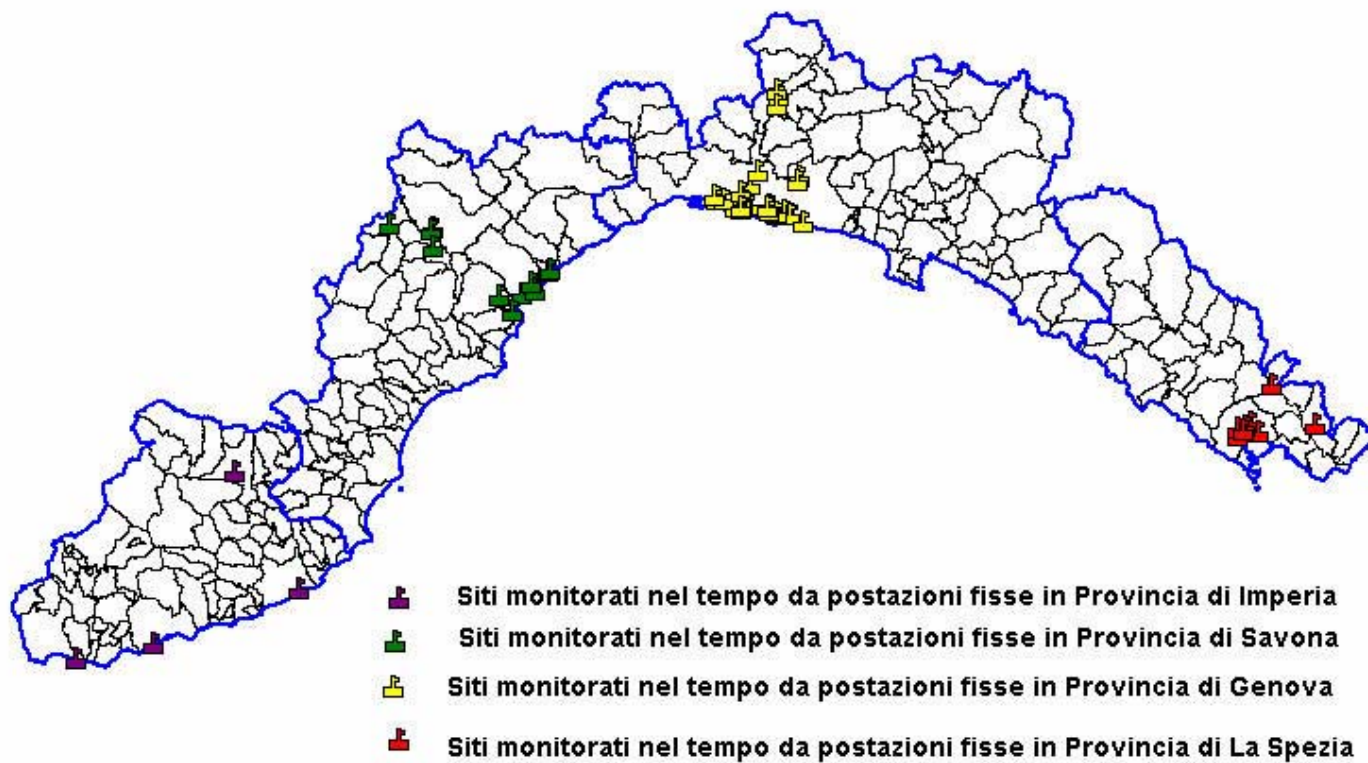 Siti monitorati nel tempo da postazioni fisse in Provincia di Imperia
Siti monitorati nel tempo da postazioni fisse in Provincia di Savona
Siti monitorati nel tempo da postazioni fisse in Provincia di Genova
Siti monitorati nel tempo da postazioni fisse in Provincia di La Spezia